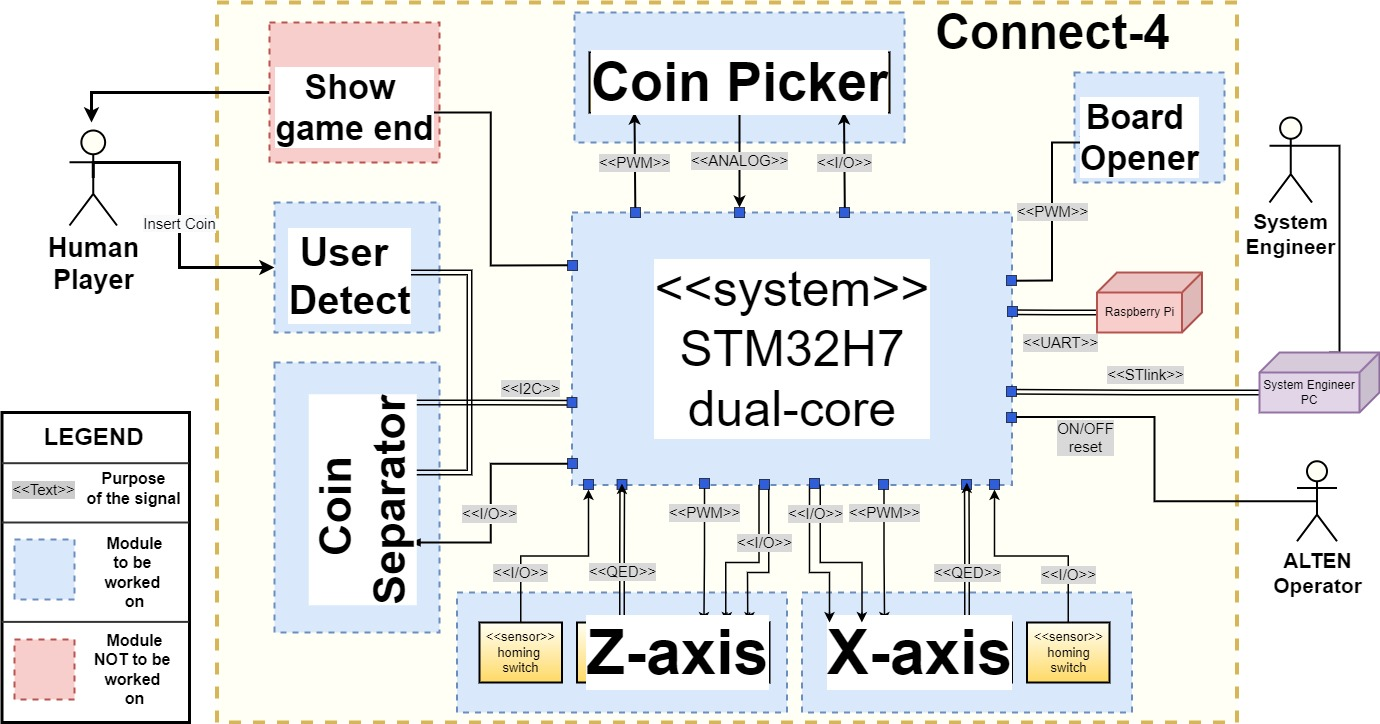 Connect-4
Show
game end
Coin Picker
Board
Opener
<<PWM>>
<<ANALOG>>
<<I/O>>
<<PWM>>
Insert Coin
Human
Player
System
Engineer
User
Detect
<<system>>
STM32H7
dual-core
Raspberry Pi
<<UART>>
<<STlink>>
System Engineer
PC
<<I2C>>
ON/OFF
reset
Coin
Separator
<<I/O>>
<<PWM>>
<<I/O>>
<<I/O>>
<<PWM>>
<<I/O>>
<<QED>>
<<QED>>
<<I/O>>
ALTEN
Operator
<<sensor>>
homing
switch
Z-axis
X-axis
<<sensor>>
homing
switch
LEGEND
<<Text>>
Purpose
of the signal
Module
to be
worked
on
Module
NOT to be
worked
on